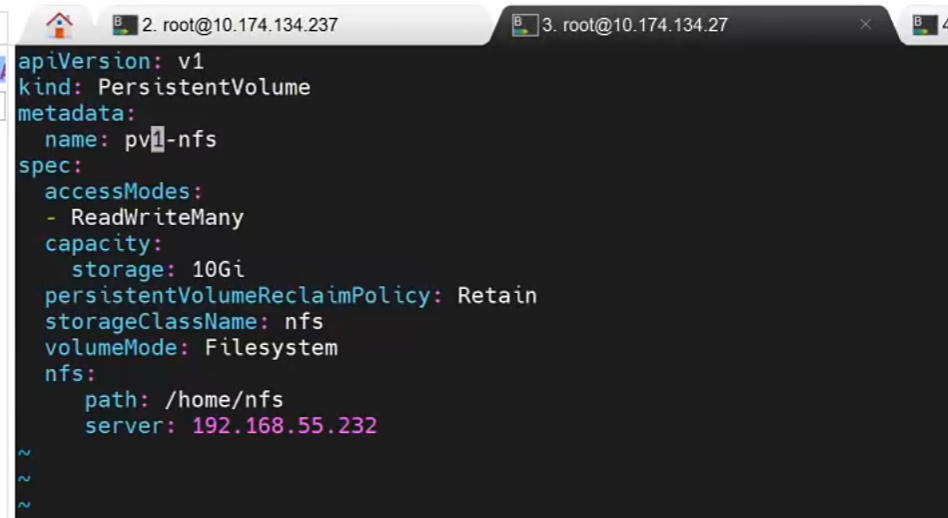 2. root@10.174.134.237
3. root@10.174.134.27
apiVersion: v1
kind: PersistentVolume
metadata:
  name: pv1-nfs
spec:
  accessModes:
  - ReadWriteMany
  capacity:
    storage: 10Gi
  persistentVolumeReclaimPolicy: Retain
  storageClassName: nfs
  volumeMode: Filesystem
  nfs:
     path: /home/nfs
     server: 192.168.55.232
~
~
~